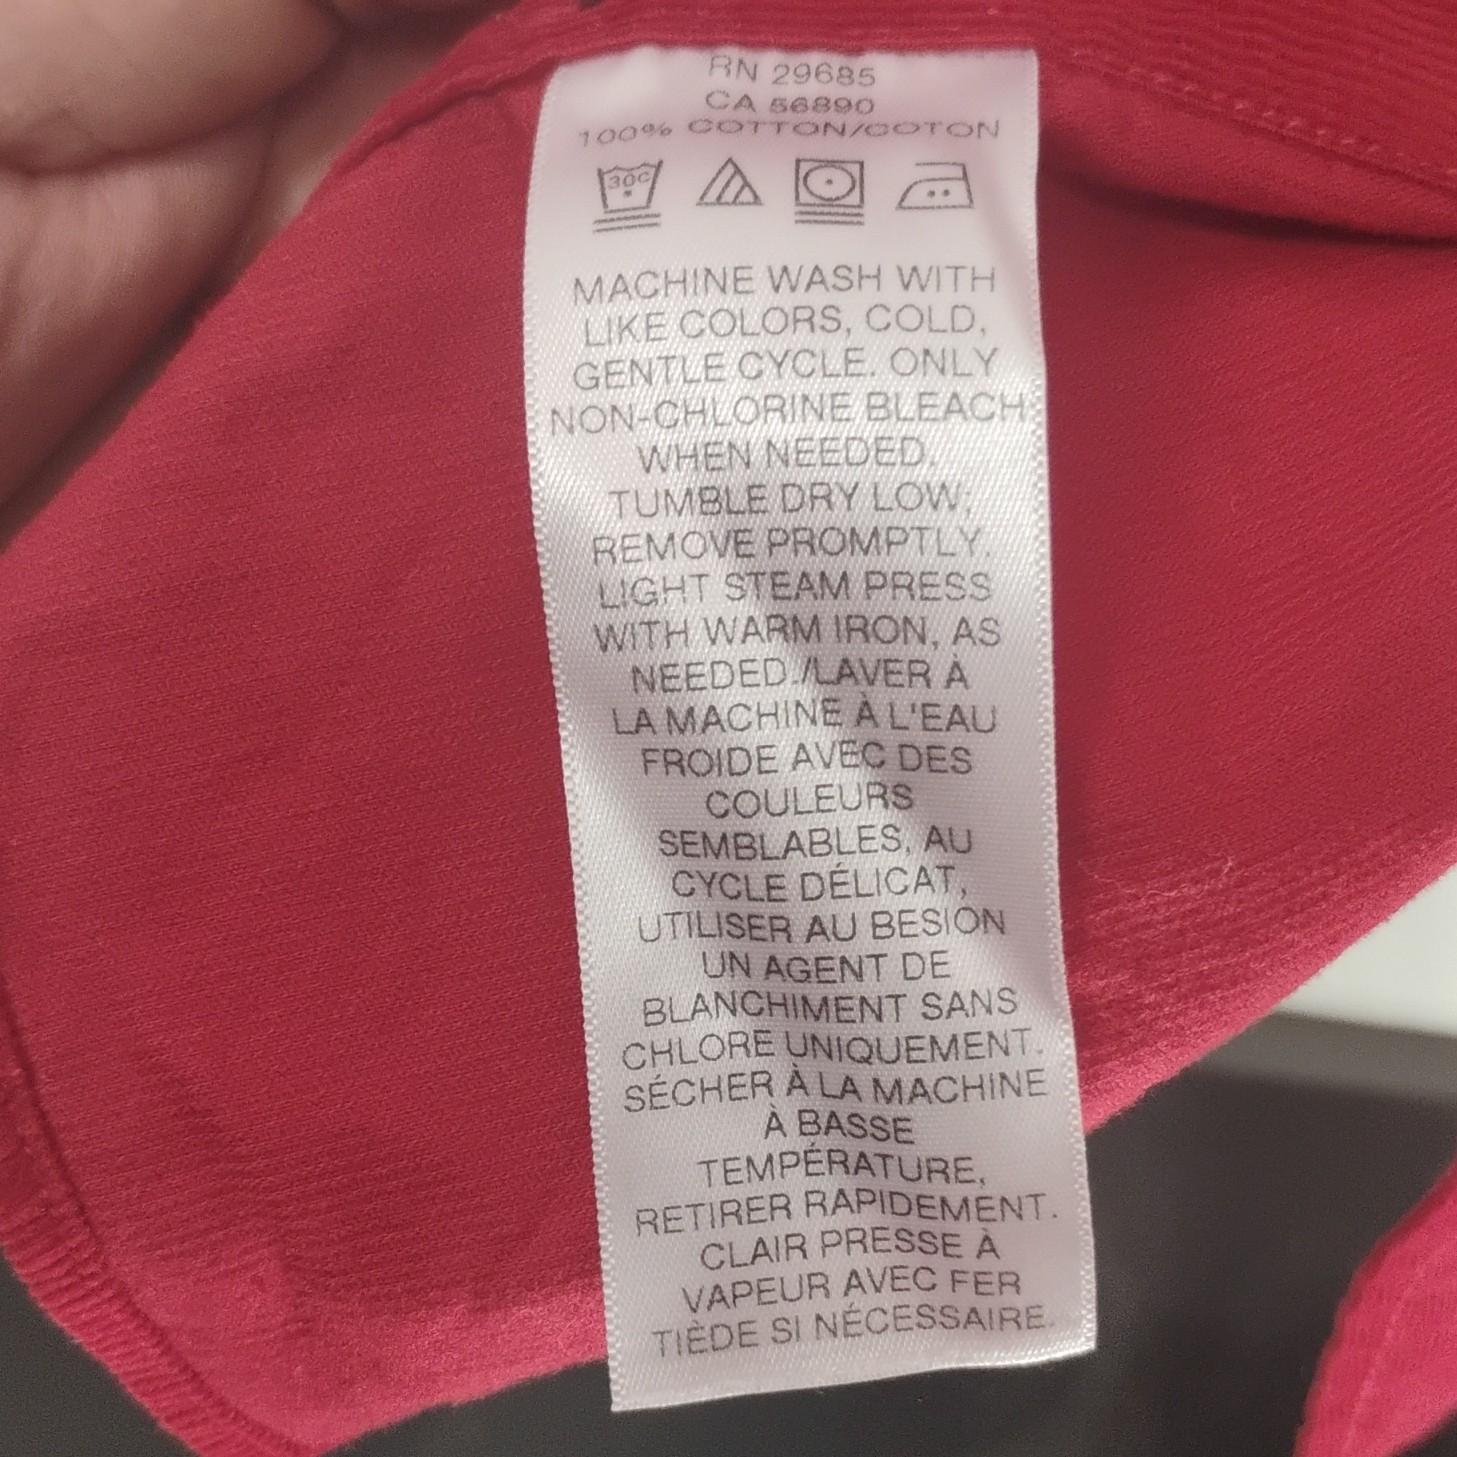 RN 29685
CA 56890
100% COTTON/COTON
30C
MACHINE WASH WITH
LIKE COLORS, COLD,
GENTLE CYCLE. ONLY
NON-CHLORINE BLEACH
WHEN NEEDED.
TUMBLE DRY LOW;
REMOVE PROMPTLY.
LIGHT STEAM PRESS
WITH WARM IRON, AS
NEEDED./LAVER À
LA MACHINE À L'EAU
FROIDE AVEC DES
COULEURS
SEMBLABLES, AU
CYCLE DÉLICAT,
UTILISER AU BESION
UN AGENT DE
BLANCHIMENT SANS
CHLORE UNIQUEMENT.
SÉCHER À LA MACHINE
À BASSE
TEMPÉRATURE,
RETIRER RAPIDEMENT.
CLAIR PRESSE À
VAPEUR AVEC FER
TIÈDE SI NÉCESSAIRE.